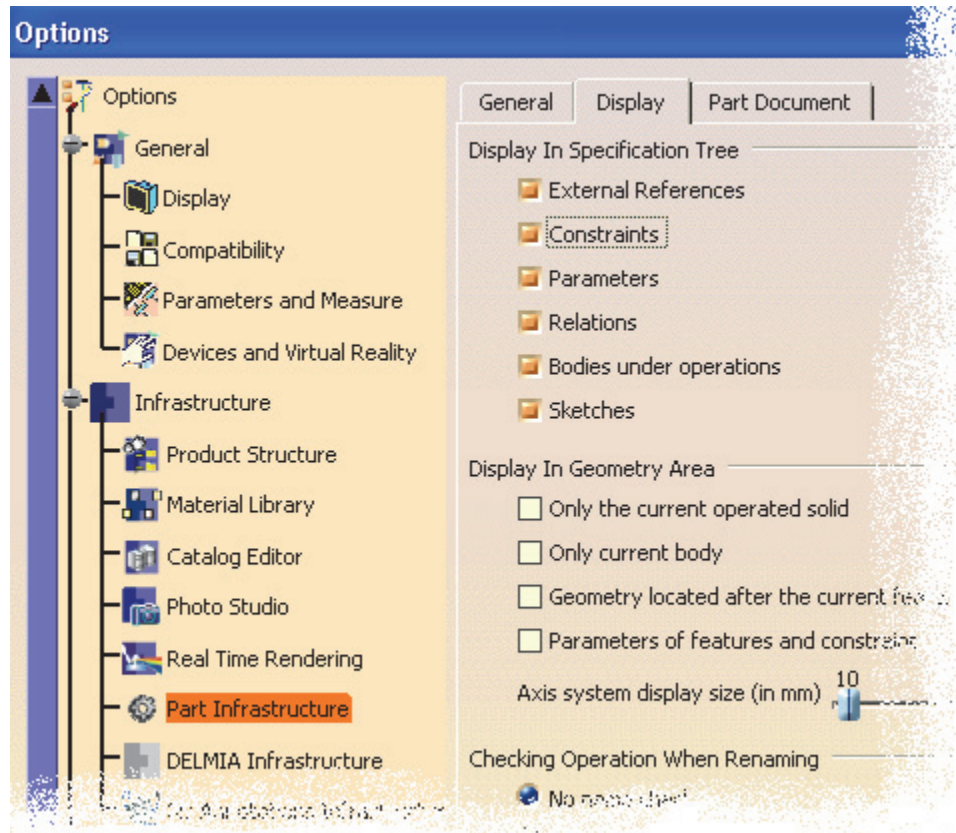 Options
Options
General
Display
Compatibility
Parameters and Measure
Devices and Virtual Reality
Infrastructure
Product Structure
Material Library
Catalog Editor
Photo Studio
Real Time Rendering
Part Infrastructure
DELMIA Infrastructure
General Display Part Document
Display In Specification Tree
External References
Constraints
Parameters
Relations
Bodies under operations
Sketches
Display In Geometry Area
Only the current operated solid
Only current body
Geometry located after the current
Parameters of features and
Axis system display size (in mm) 10
Checking Operation When Renaming
No name